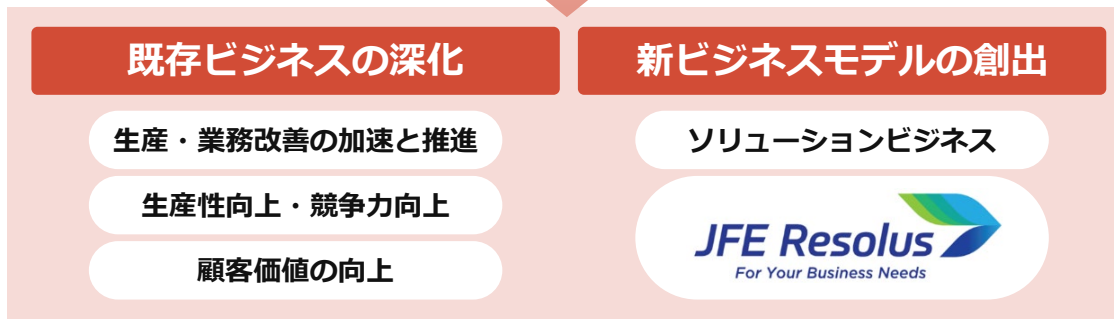 既存ビジネスの深化
生産・業務改善の加速と推進
生産性向上・競争力向上
顧客価値の向上
新ビジネスモデルの創出
ソリューションビジネス
JFE Resolus
For Your Business Needs